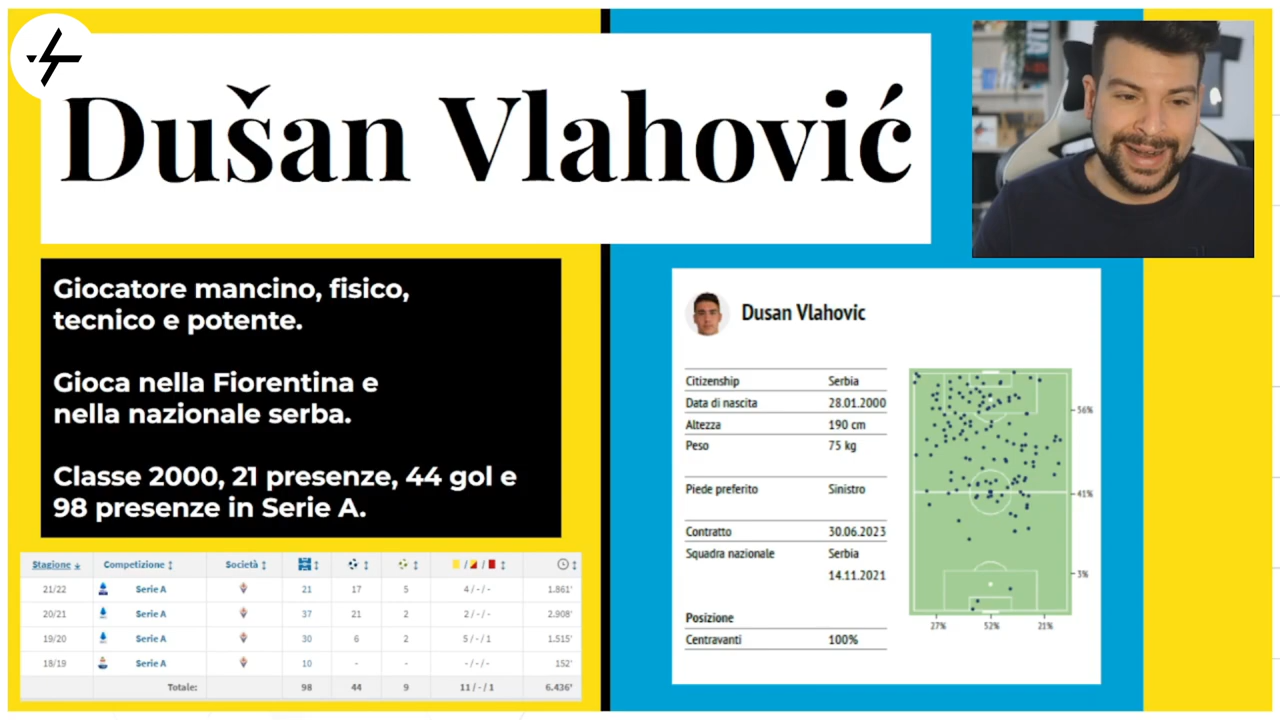 Dušan Vlahović
Giocatore mancino, fisico,
tecnico e potente.
Gioca nella Fiorentina e
nella nazionale serba.
Classe 2000, 21 presenze, 44 gol e
98 presenze in Serie A.
Stagione Competizione Società
21/22 Serie A 21 17 5 4 / - / - 1.861'
20/21 Serie A 37 21 2 2 / - / - 2.908'
19/20 Serie A 30 6 2 5 / - / 1 1.515'
18/19 Serie A 10 - - - / - / - 152'
Totale: 98 44 9 11 / - / 1 6.436'
Dusan Vlahovic
Citizenship Serbia
Data di nascita 28.01.2000
Altezza 190 cm
Peso 75 kg
Piede preferito Sinistro
Contratto 30.06.2023
Squadra nazionale Serbia
14.11.2021
Posizione
Centravanti 100%
56%
41%
3%
27% 52% 21%